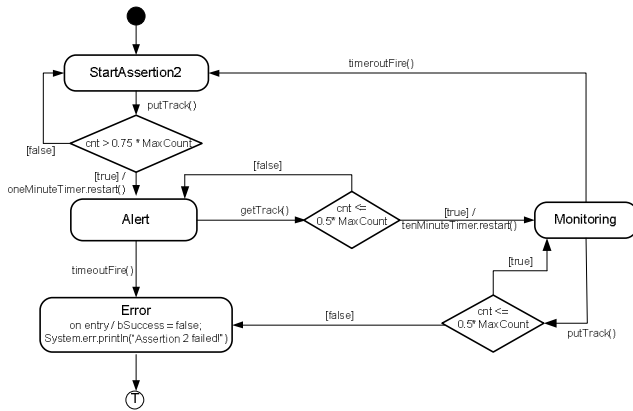 StartAssertion2
timeroutFire()
putTrack()
cnt > 0.75 * MaxCount
[false]
[true] /
oneMinuteTimer.restart()
[false]
Alert
getTrack()
cnt <=
0.5* MaxCount
[true] /
tenMinuteTimer.restart()
Monitoring
timeoutFire()
[true]
Error
on entry / bSuccess = false;
System.err.println("Assertion 2 failed!")
[false]
cnt <=
0.5* MaxCount
putTrack()
T